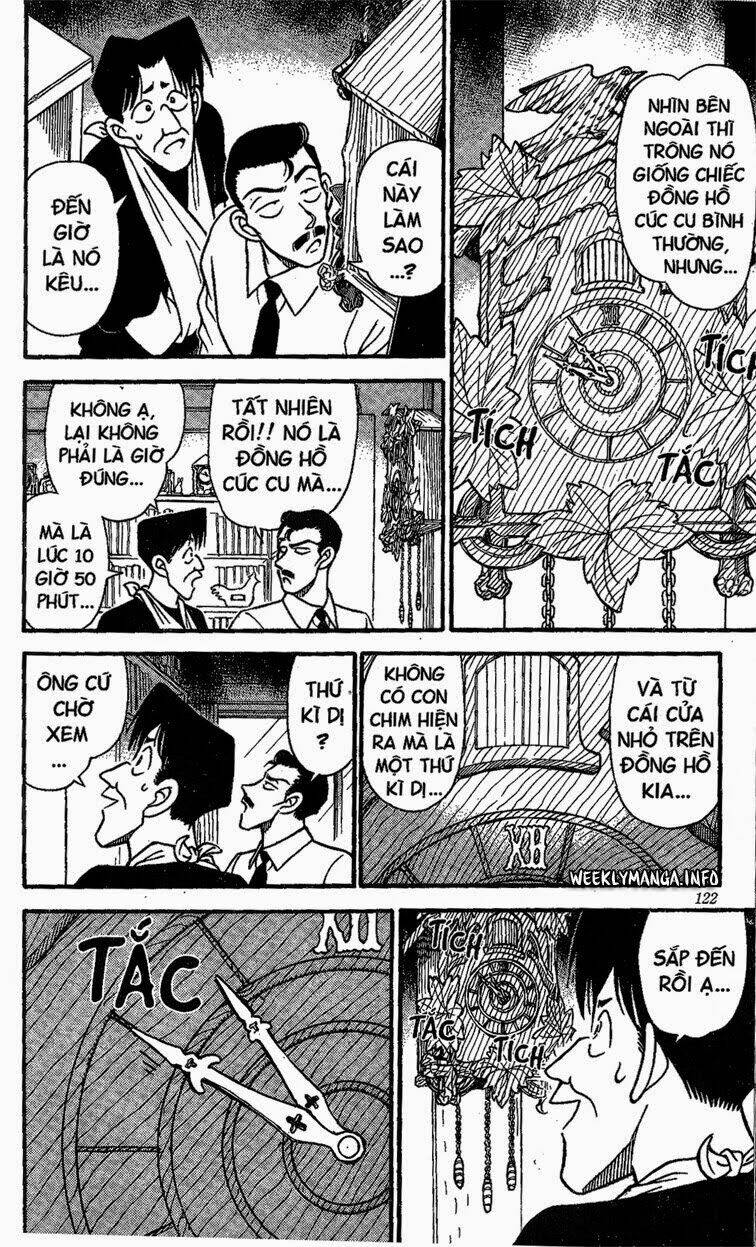 NHÌN BÊN
NGOÀI THÌ
TRÔNG NÓ
GIỐNG CHIẾC
ĐỒNG HỒ
CÚC CU BÌNH
THƯỜNG,
NHƯNG...
TÍCH
TÍCH
TẮC
CÁI
NÀY
LÀM
SAO
...?
ĐẾN
GIỜ
LÀ NÓ
KÊU...
TẤT NHIÊN
RỒI!! NÓ LÀ
ĐỒNG HỒ
CÚC CU MÀ...
KHÔNG Ạ,
LẠI KHÔNG
PHẢI LÀ GIỜ
ĐÚNG...
MÀ LÀ
LÚC 10
GIỜ 50
PHÚT...
VÀ TỪ
CÁI CỬA
NHỎ TRÊN
ĐỒNG HỒ
KIA...
KHÔNG
CÓ CON
CHIM HIỆN
RA MÀ LÀ
MỘT THỨ
KÌ DỊ...
XII
WEEKLYMANGA.INFO
122
THỨ
KÌ DỊ
?
ÔNG CỨ
CHỜ
XEM
...
SẮP ĐẾN
RỒI Ạ...
TÍCH
TẮC
TÍCH
XII
TẮC